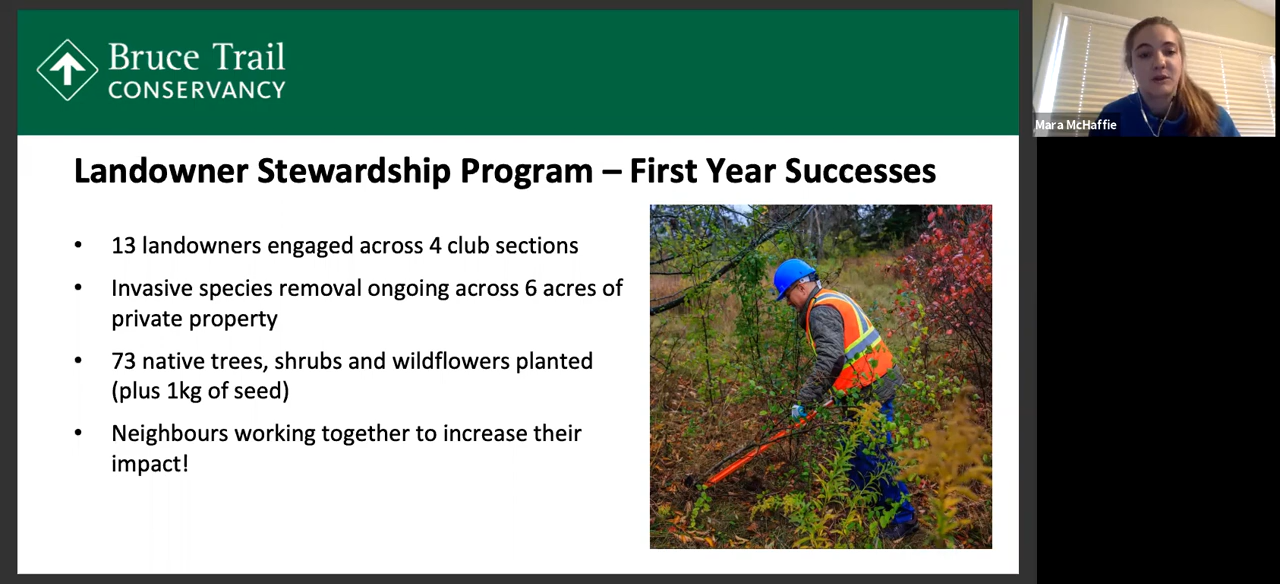 Bruce Trail
CONSERVANCY
Mara McHaffie
Landowner Stewardship Program – First Year Successes
• 13 landowners engaged across 4 club sections
• Invasive species removal ongoing across 6 acres of
private property
• 73 native trees, shrubs and wildflowers planted
(plus 1kg of seed)
• Neighbours working together to increase their
impact!